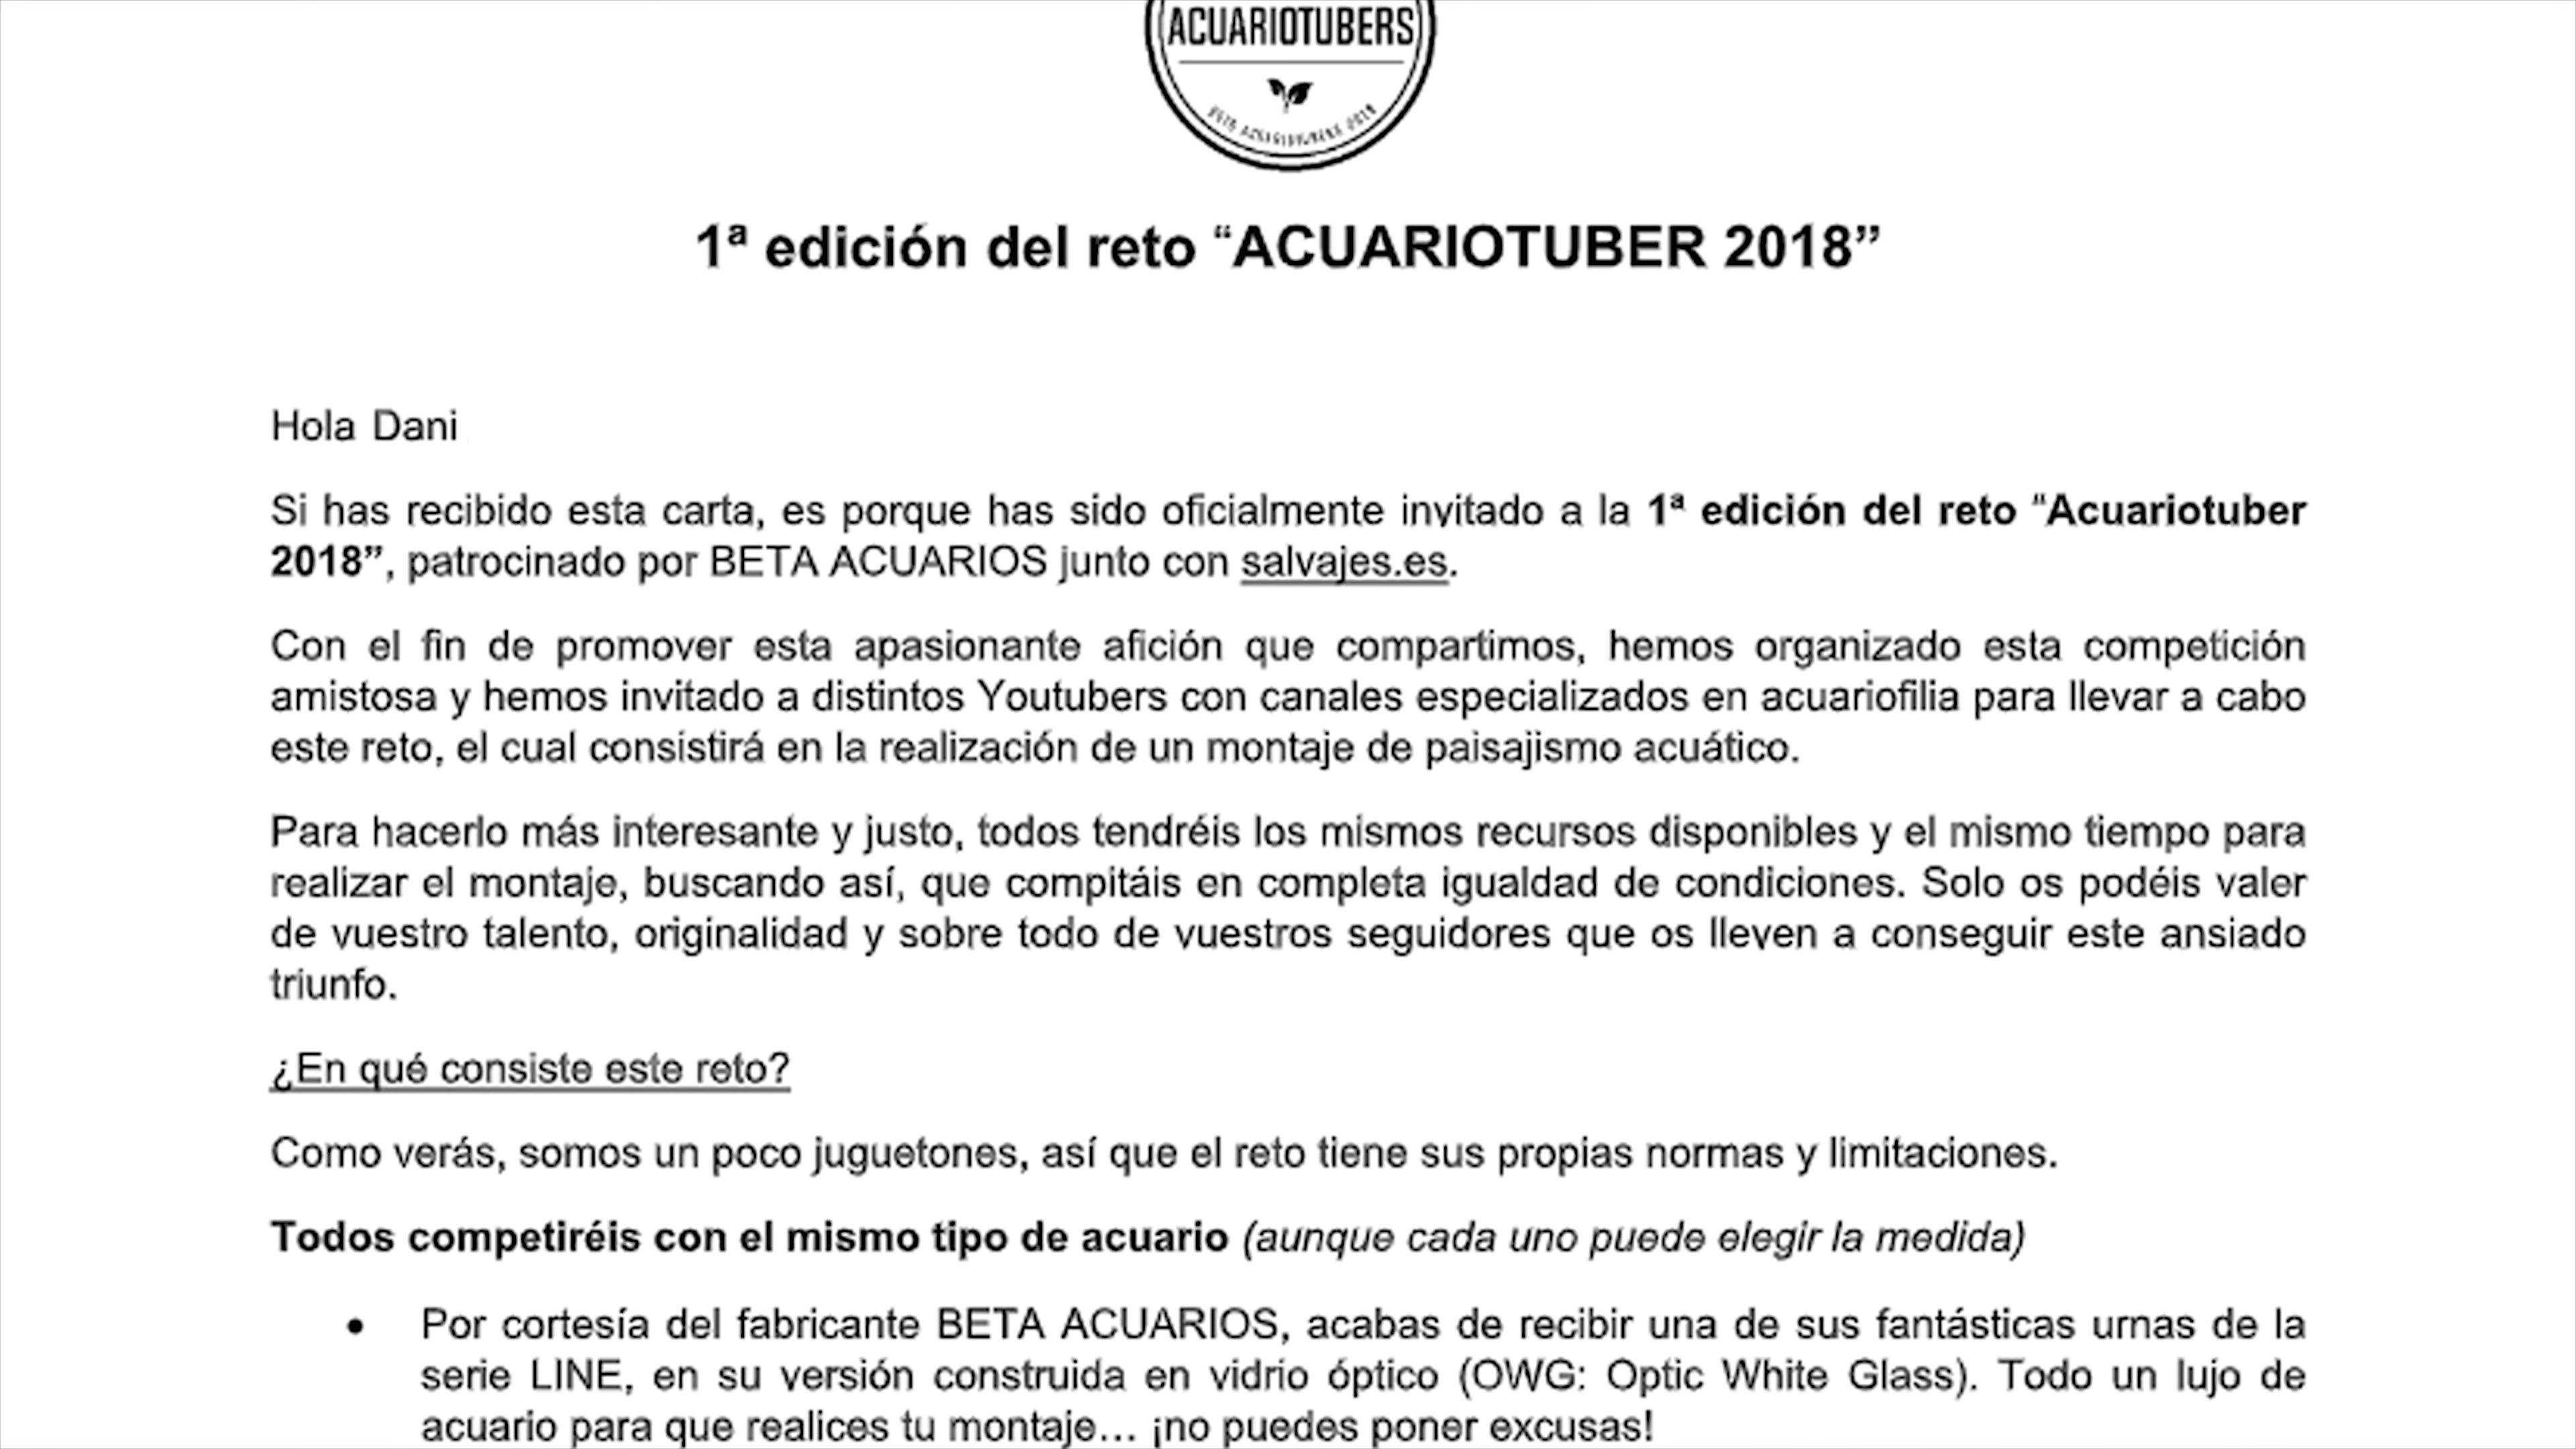 ACUARIOTUBERS
1ª edición del reto “ACUARIOTUBER 2018”
Hola Dani
Si has recibido esta carta, es porque has sido oficialmente invitado a la 1ª edición del reto “Acuariotuber
2018”, patrocinado por BETA ACUARIOS junto con salvajes.es.
Con el fin de promover esta apasionante afición que compartimos, hemos organizado esta competición
amistosa y hemos invitado a distintos Youtubers con canales especializados en acuariofilia para llevar a cabo
este reto, el cual consistirá en la realización de un montaje de paisajismo acuático.
Para hacerlo más interesante y justo, todos tendréis los mismos recursos disponibles y el mismo tiempo para
realizar el montaje, buscando así, que compitáis en completa igualdad de condiciones. Solo os podéis valer
de vuestro talento, originalidad y sobre todo de vuestros seguidores que os lleven a conseguir este ansiado
triunfo.
¿En qué consiste este reto?
Como verás, somos un poco juguetones, así que el reto tiene sus propias normas y limitaciones.
Todos competiréis con el mismo tipo de acuario (aunque cada uno puede elegir la medida)
• Por cortesía del fabricante BETA ACUARIOS, acabas de recibir una de sus fantásticas urnas de la
serie LINE, en su versión construida en vidrio óptico (OWG: Optic White Glass). Todo un lujo de
acuario para que realices tu montaje... ¡no puedes poner excusas!